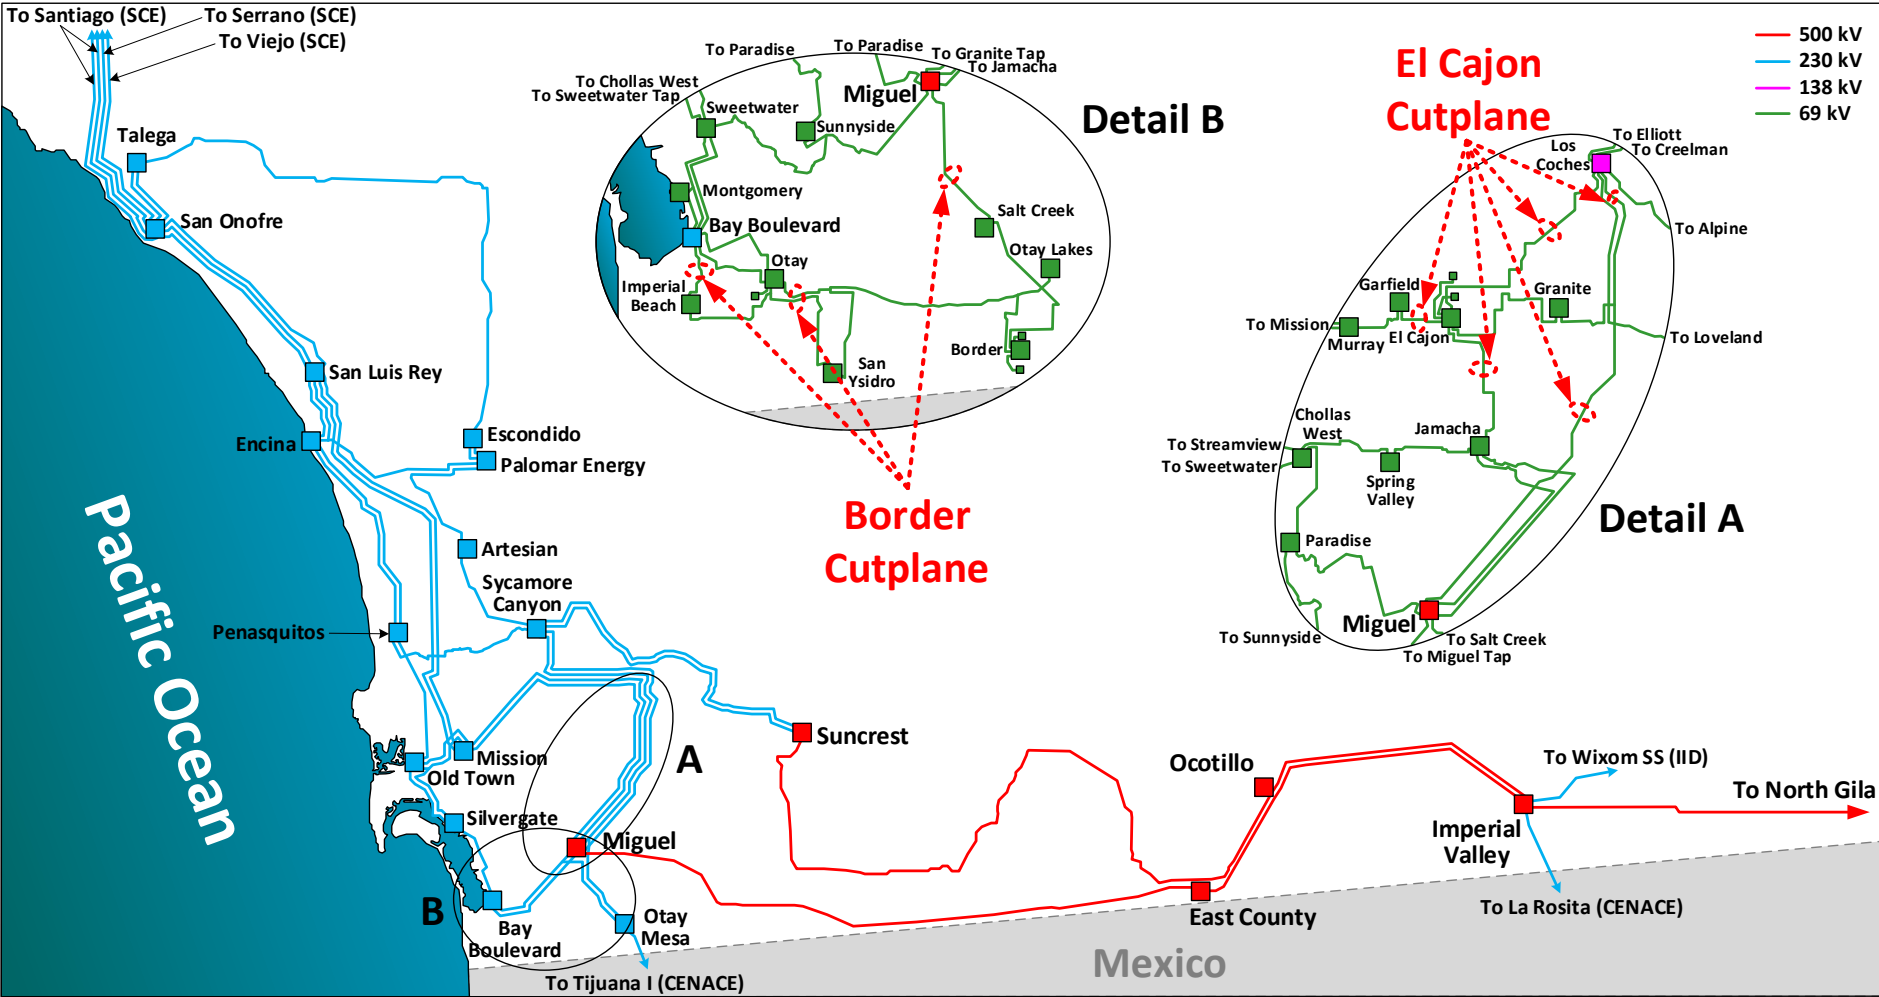 To Santiago (SCE)
To Serrano (SCE)
To Viejo (SCE)
Talega
San Onofre
San Luis Rey
Encina
Escondido
Palomar Energy
Artesian
Sycamore
Canyon
Penasquitos
Pacific Ocean
Mission
Old Town
Silvergate
Miguel
A
B
Bay
Boulevard
Otay
Mesa
To Tijuana I (CENACE)
Suncrest
Ocotillo
East County
Imperial
Valley
To Wixom SS (IID)
To North Gila
To La Rosita (CENACE)
Mexico
To Paradise
To Paradise
To Granite Tap
To Jamacha
To Chollas West
To Sweetwater Tap
Sweetwater
Sunnyside
Miguel
Montgomery
Bay Boulevard
Salt Creek
Otay Lakes
Otay
Imperial
Beach
San
Ysidro
Border
Detail B
Border
Cutplane
El Cajon
Cutplane
500 kV
230 kV
138 kV
69 kV
To Elliott
To Creelman
Los
Coches
To Alpine
Garfield
Granite
To Mission
Murray
El Cajon
To Loveland
Chollas
West
Jamacha
To Streamview
To Sweetwater
Spring
Valley
Detail A
Paradise
Miguel
To Sunnyside
To Salt Creek
To Miguel Tap